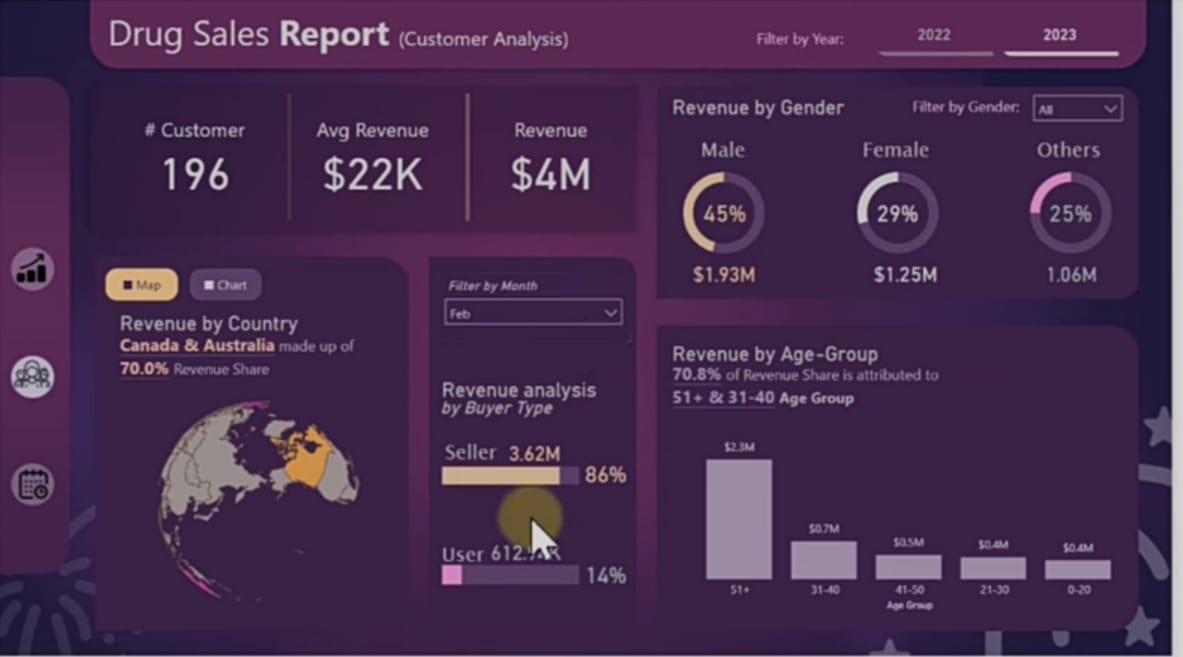 Drug Sales Report (Customer Analysis)
Filter by Year:
2022
2023
# Customer
196
Avg Revenue
$22K
Revenue
$4M
Revenue by Gender
Filter by Gender:
All
Male
45%
$1.93M
Female
29%
$1.25M
Others
25%
1.06M
Map
Chart
Revenue by Country
Canada & Australia made up of
70.0% Revenue Share
Filter by Month
Feb
Revenue analysis
by Buyer Type
Seller 3.62M
86%
User
14%
Revenue by Age-Group
70.8% of Revenue Share is attributed to
51+ & 31-40 Age Group
$2.3M
$0.7M
$0.5M
$0.4M
$0.4M
51+
31-40
41-50
21-30
0-20
Age Group